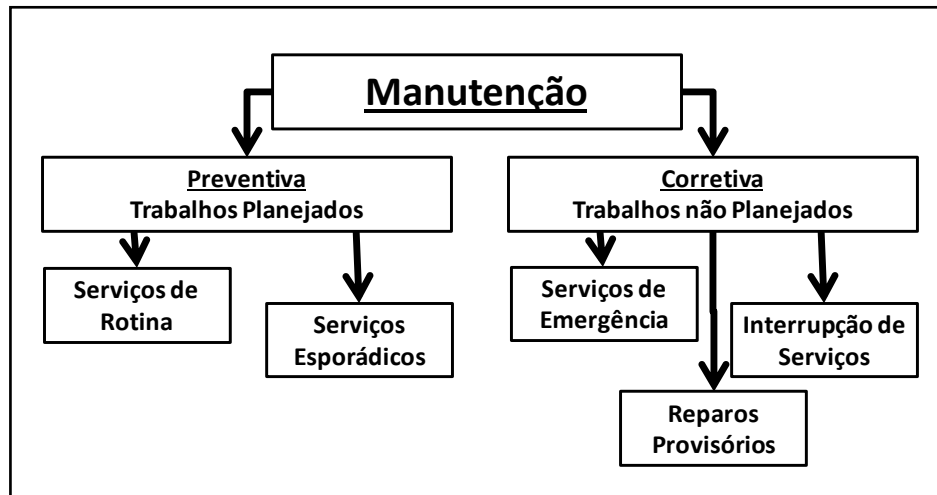 Manutenção
Preventiva
Trabalhos Planejados
Corretiva
Trabalhos não Planejados
Serviços de
Rotina
Serviços
Esporádicos
Serviços de
Emergência
Interrupção de
Serviços
Reparos
Provisórios